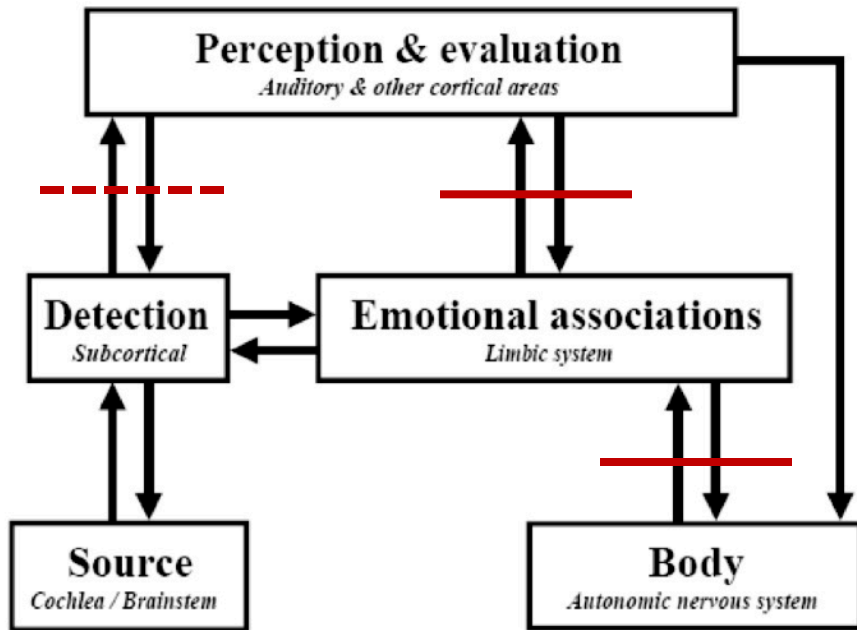 Perception & evaluation
Auditory & other cortical areas
Detection
Subcortical
Emotional associations
Limbic system
Source
Cochlea / Brainstem
Body
Autonomic nervous system